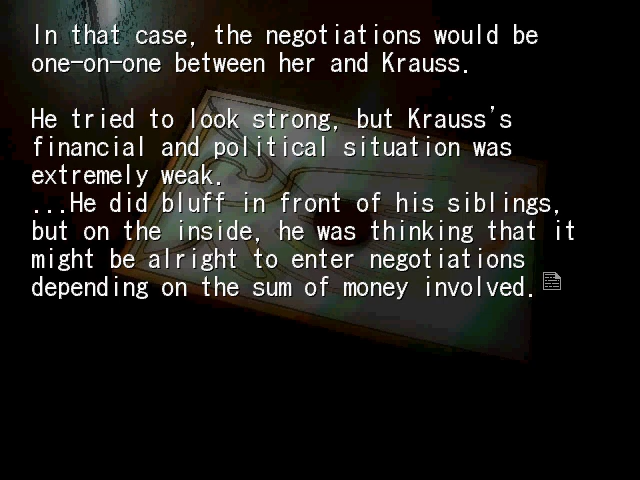 In that case, the negotiations would be
one-on-one between her and Krauss.
He tried to look strong, but Krauss's
financial and political situation was
extremely weak.
...He did bluff in front of his siblings,
but on the inside, he was thinking that it
might be alright to enter negotiations
depending on the sum of money involved.